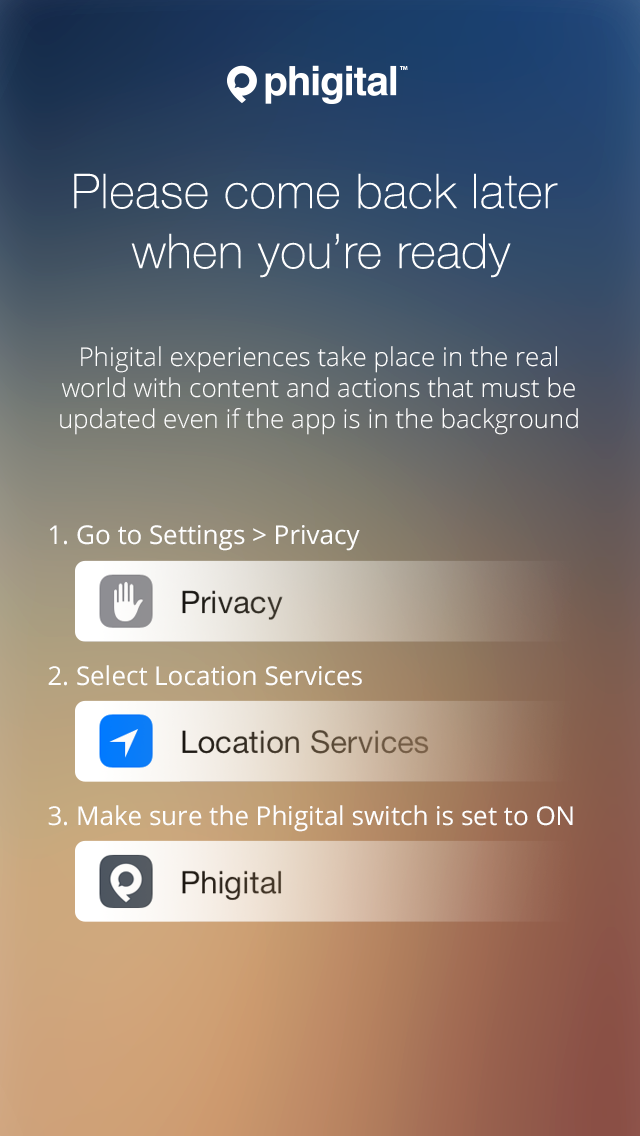 phigital™
Please come back later
when you’re ready
Phigital experiences take place in the real
world with content and actions that must be
updated even if the app is in the background
1. Go to Settings > Privacy
Privacy
2. Select Location Services
Location Services
3. Make sure the Phigital switch is set to ON
Phigital